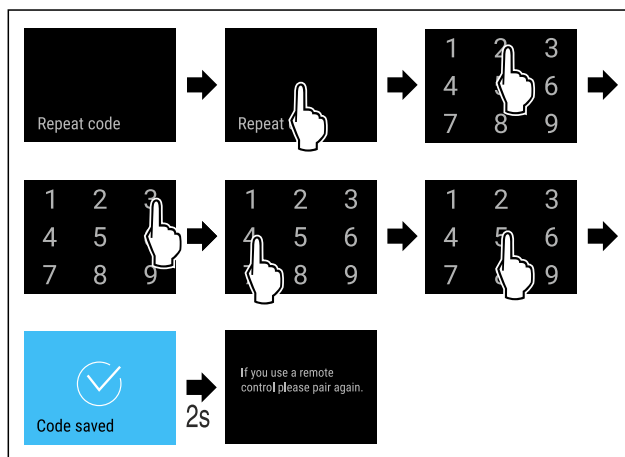 Repeat code
Repeat
1 2 3
4 6
7 8 9
1 2 3
4 5
7 8 9
1 2 3
4 5 6
8 9
1 2 3
4 5 6
7 9
Code saved
2s
If you use a remote
control please pair again.